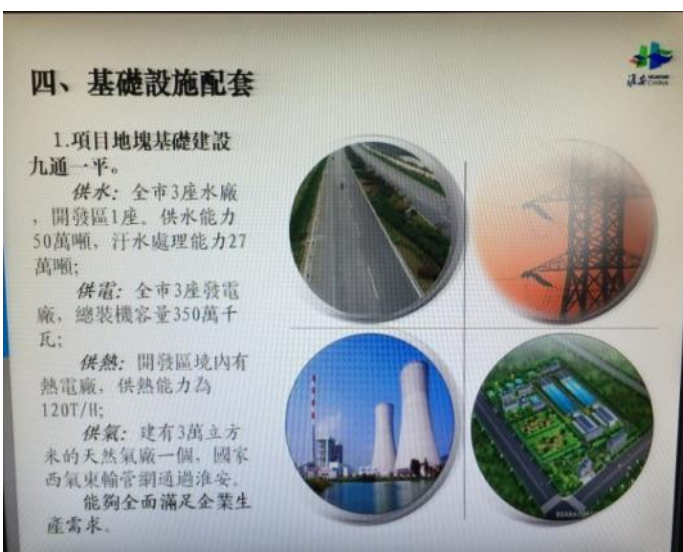 四、基礎設施配套
淮安
CHINA
1.項目地塊基礎建設
九通一平。
供水：全市3座水廠
，開發區1座。供水能力
50萬噸，汙水處理能力27
萬噸;
供電：全市3座發電
廠，總裝機容量350萬千
瓦;
供熱：開發區境內有
熱電廠，供熱能力為
120T/H;
供氣：建有3萬立方
米的天然氣廠一個，國家
西氣東輸管網通過淮安。
能夠全面滿足企業生
產需求。